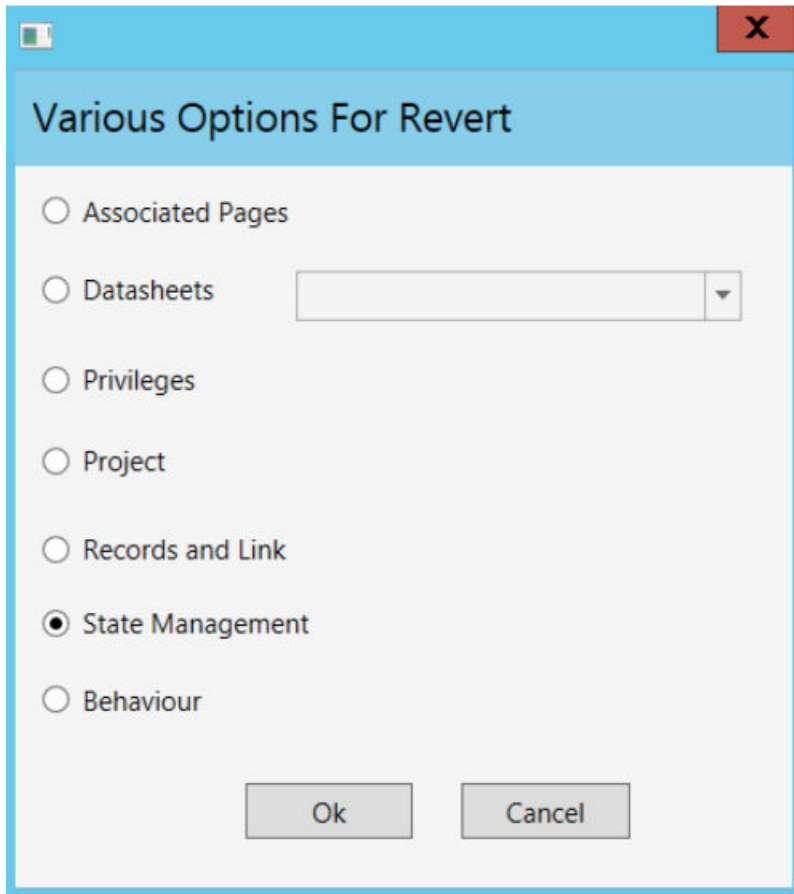 X
Various Options For Revert
Associated Pages
Datasheets
Privileges
Project
Records and Link
State Management
Behaviour
Ok Cancel